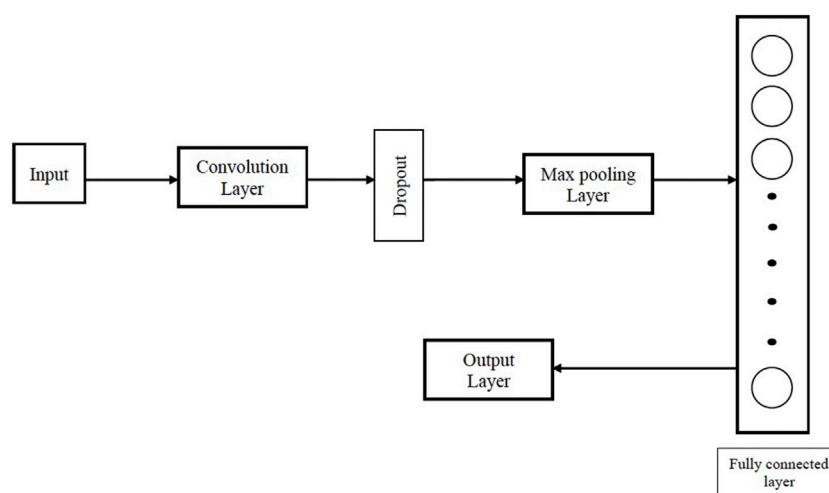 Input
Convolution
Layer
Dropout
Max pooling
Layer
Output
Layer
Fully connected
layer